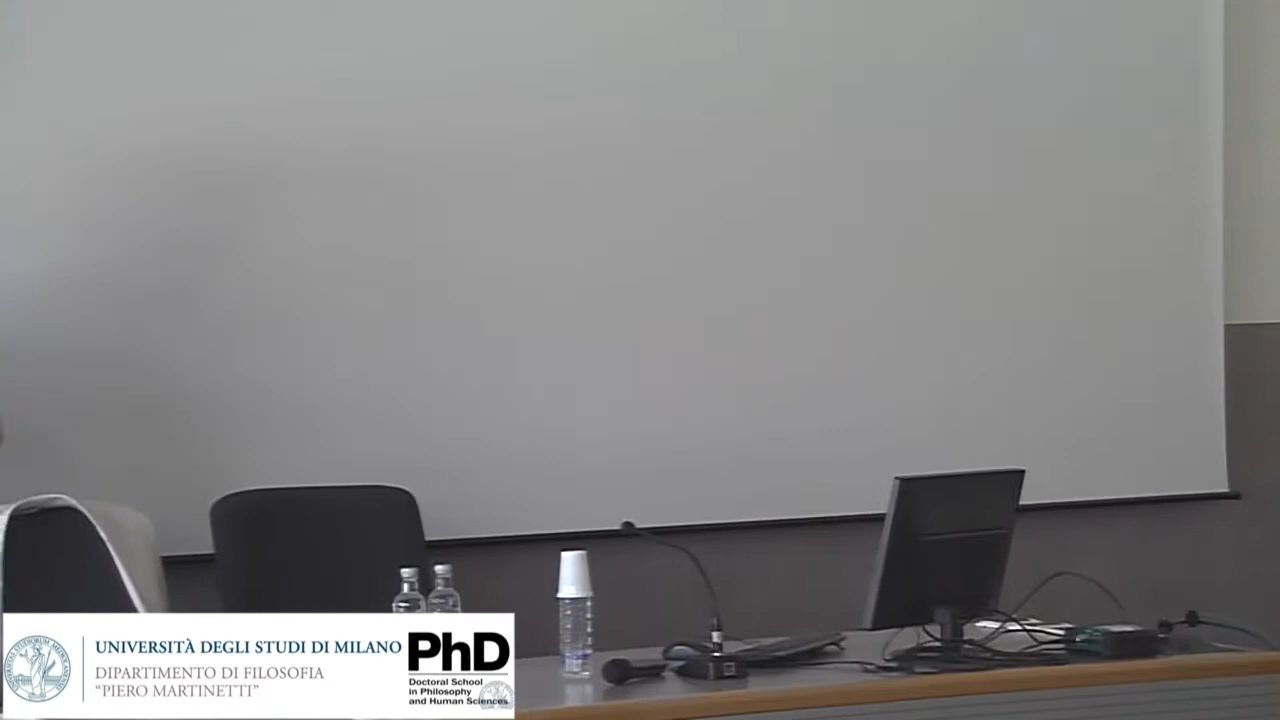 UNIVERSITÀ DEGLI STUDI DI MILANO
DIPARTIMENTO DI FILOSOFIA
“PIERO MARTINETTI”
PhD
Doctoral School
in Philosophy
and Human Sciences